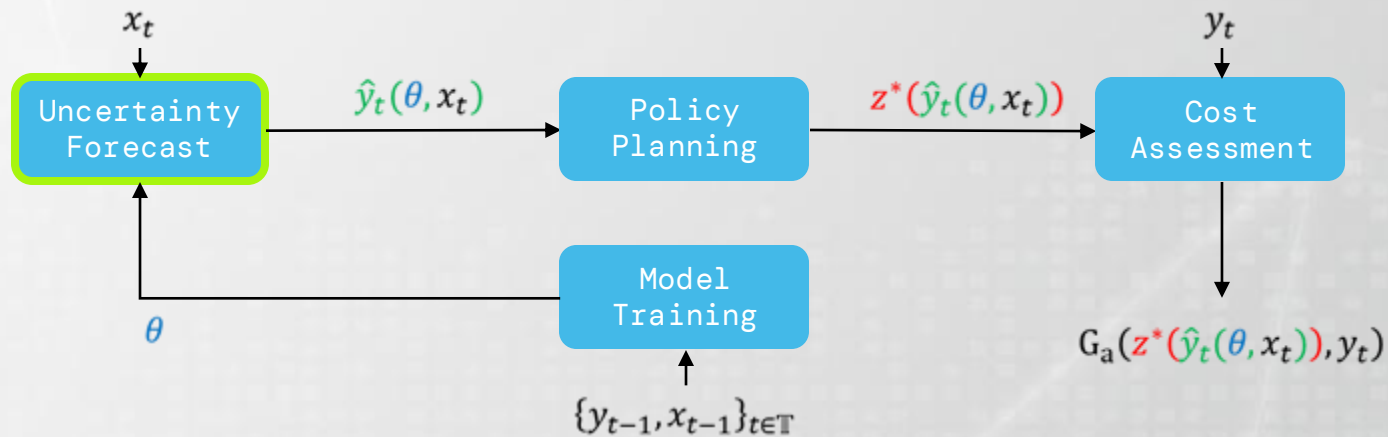 x_t
y_t
Uncertainty
Forecast
ŷ_t(θ, x_t)
Policy
Planning
z*(ŷ_t(θ, x_t))
Cost
Assessment
Model
Training
θ
G_a(z*(ŷ_t(θ, x_t)), y_t)
{y_{t−1}, x_{t−1}}_{t∈𝕋}